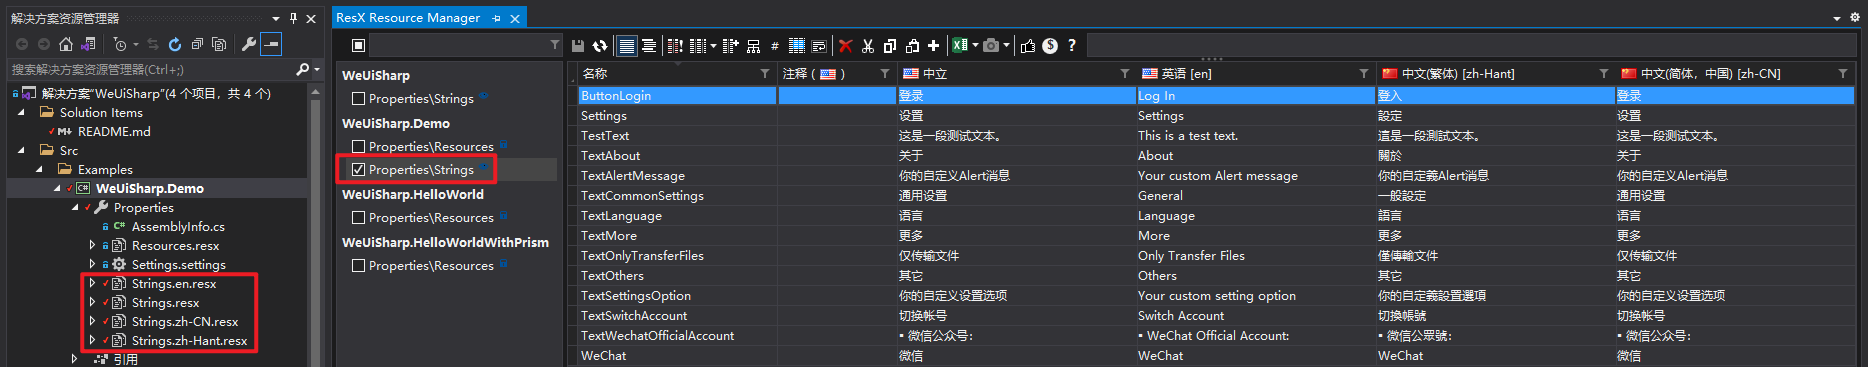 解决方案资源管理器
搜索解决方案资源管理器(Ctrl+;)
解决方案"WeUiSharp"(4 个项目，共 4 个)
Solution Items
README.md
Src
Examples
WeUiSharp.Demo
Properties
AssemblyInfo.cs
Resources.resx
Settings.settings
Strings.en.resx
Strings.resx
Strings.zh-CN.resx
Strings.zh-Hant.resx
引用
ResX Resource Manager
WeUiSharp
Properties\Strings
WeUiSharp.Demo
Properties\Resources
Properties\Strings
WeUiSharp.HelloWorld
Properties\Resources
WeUiSharp.HelloWorldWithPrism
Properties\Resources
名称 注释 ( ) 中立 英语 [en] 中文(繁体) [zh-Hant] 中文(简体，中国) [zh-CN]
ButtonLogin 登录 Log In 登入 登录
Settings 设置 Settings 設定 设置
TestText 这是一段测试文本。 This is a test text. 這是一段測試文本。 这是一段测试文本。
TextAbout 关于 About 關於 关于
TextAlertMessage 你的自定义Alert消息 Your custom Alert message 你的自定義Alert消息 你的自定义Alert消息
TextCommonSettings 通用设置 General 一般設定 通用设置
TextLanguage 语言 Language 語言 语言
TextMore 更多 More 更多 更多
TextOnlyTransferFiles 仅传输文件 Only Transfer Files 僅傳輸文件 仅传输文件
TextOthers 其它 Others 其它 其它
TextSettingsOption 你的自定义设置选项 Your custom setting option 你的自定義設置選項 你的自定义设置选项
TextSwitchAccount 切换帐号 Switch Account 切換帳號 切换帐号
TextWechatOfficialAccount ▪ 微信公众号: ▪ WeChat Official Account: ▪ 微信公眾號: ▪ 微信公众号:
WeChat 微信 WeChat WeChat 微信